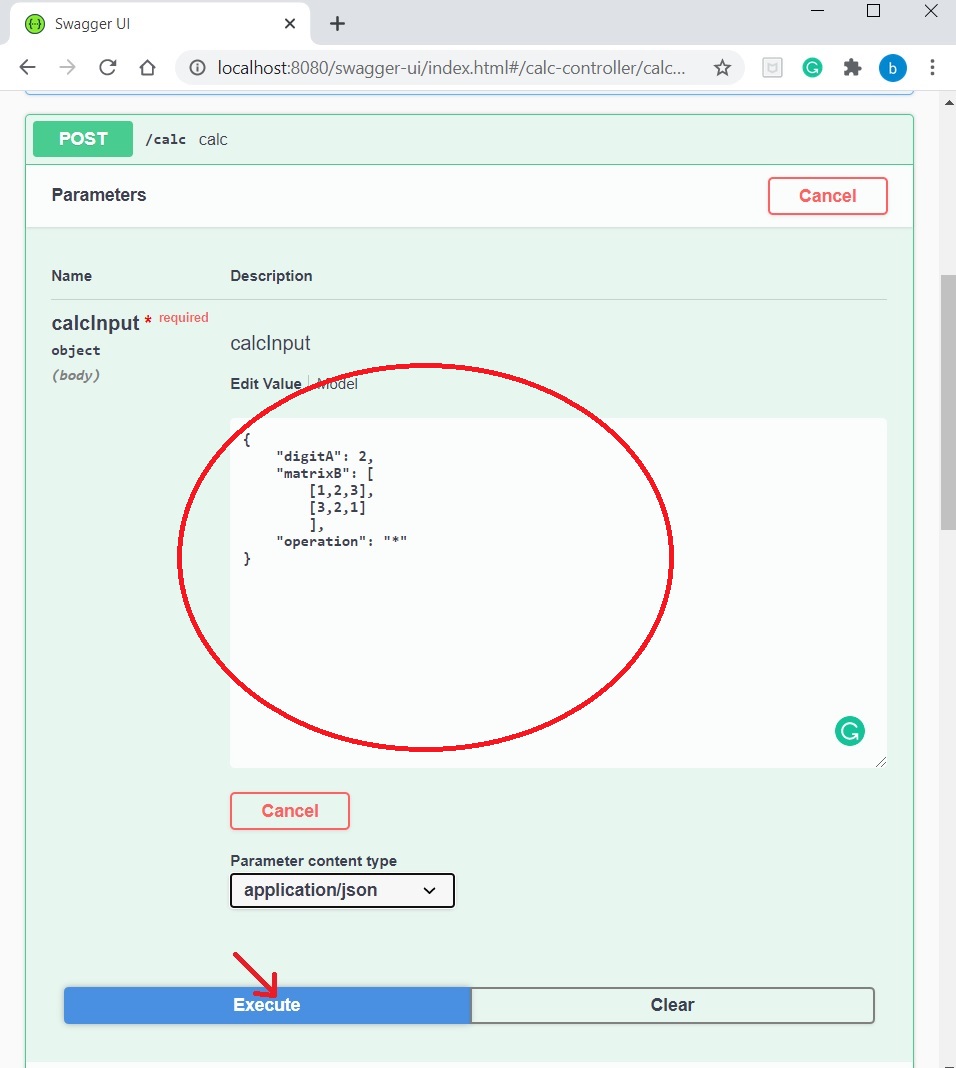 Swagger UI
localhost:8080/swagger-ui/index.html#/calc-controller/calc...
b
POST /calc calc
Parameters
Cancel
Name Description
calcInput * required
object
(body)
calcInput
Edit Value Model
{
"digitA": 2,
"matrixB": [
[1,2,3],
[3,2,1]
],
"operation": "*"
}
Cancel
Parameter content type
application/json
Execute Clear